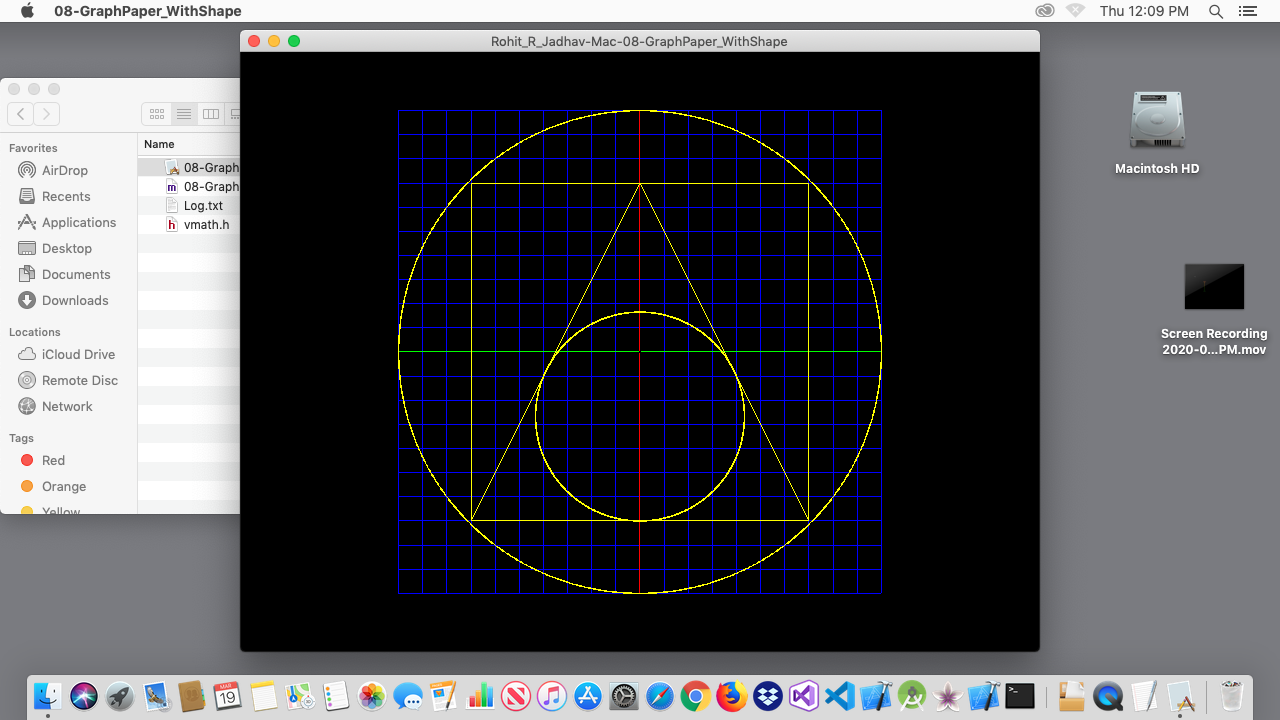 08-GraphPaper_WithShape
Thu 12:09 PM
Rohit_R_Jadhav-Mac-08-GraphPaper_WithShape
Favorites
AirDrop
Recents
Applications
Desktop
Documents
Downloads
Locations
iCloud Drive
Remote Disc
Network
Tags
Red
Orange
Yellow
Name
08-Graph
08-Graph
Log.txt
vmath.h
Macintosh HD
Screen Recording
2020-0...PM.mov
MAR
19